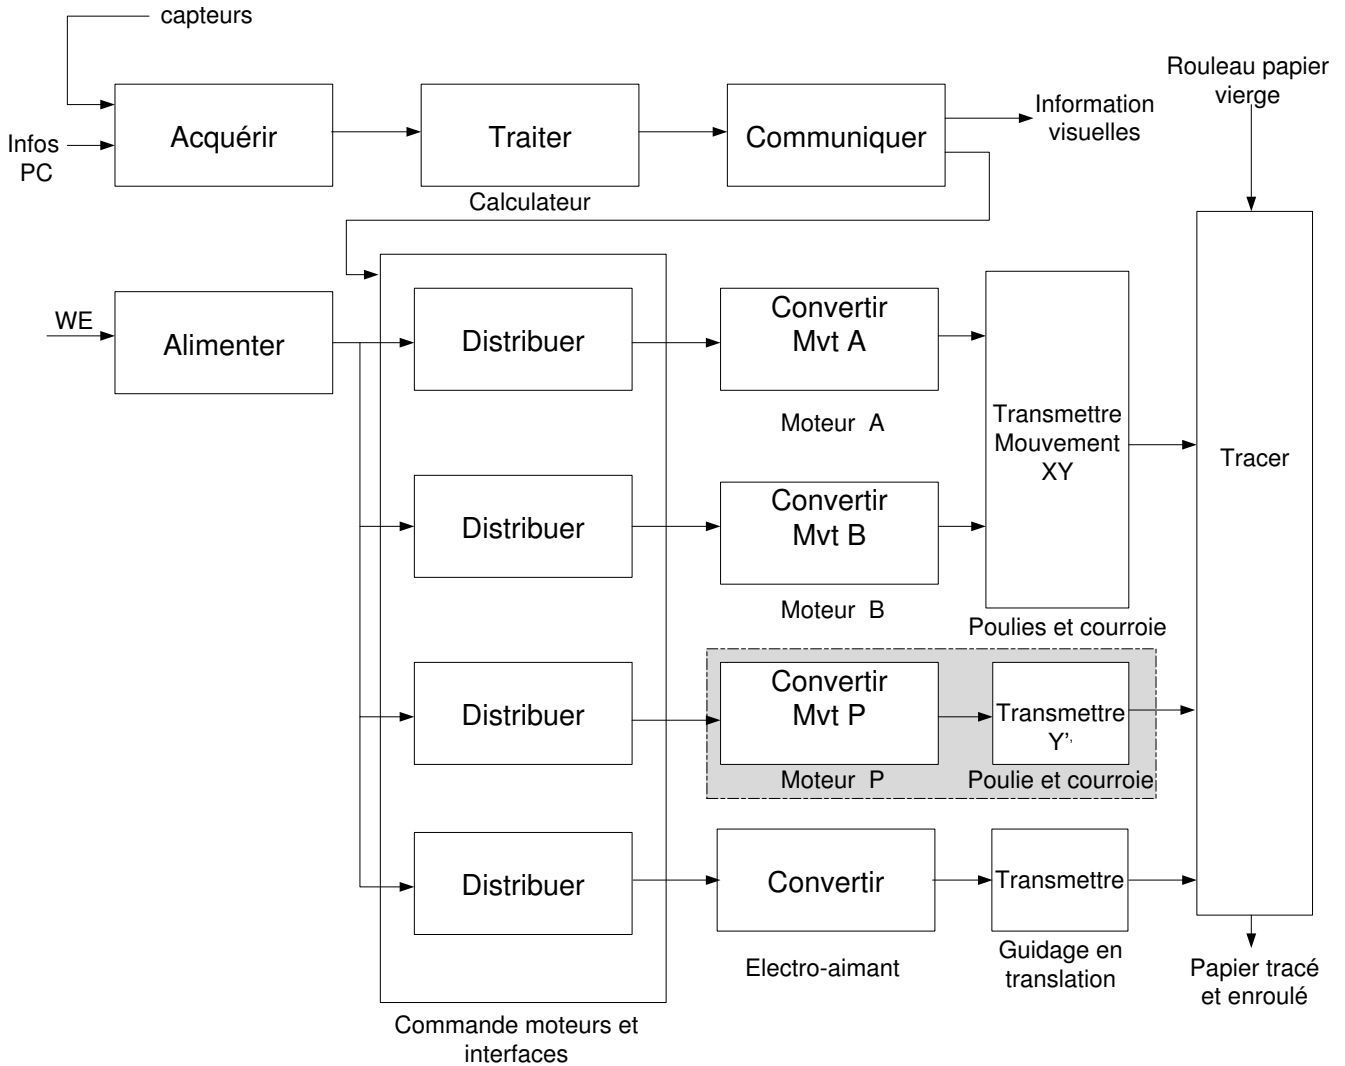 capteurs
Rouleau papier
vierge
Infos
PC
Acquérir
Traiter
Communiquer
Information
visuelles
Calculateur
WE
Alimenter
Distribuer
Convertir
Mvt A
Moteur A
Transmettre
Mouvement
XY
Tracer
Distribuer
Convertir
Mvt B
Moteur B
Poulies et courroie
Distribuer
Convertir
Mvt P
Moteur P
Transmettre
Y',
Poulie et courroie
Distribuer
Convertir
Electro-aimant
Transmettre
Guidage en
translation
Papier tracé
et enroulé
Commande moteurs et
interfaces